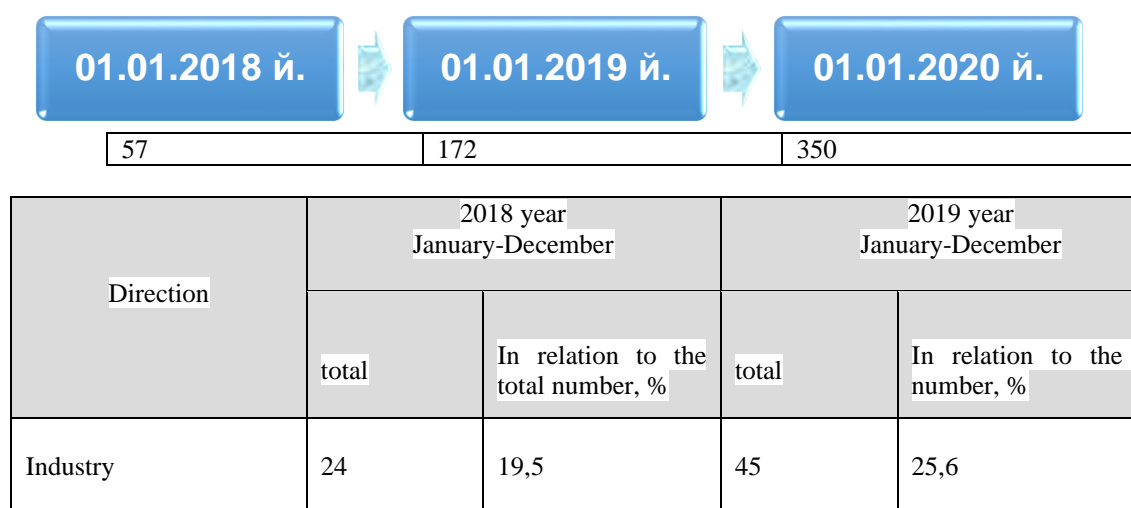 01.01.2018 й.
01.01.2019 й.
01.01.2020 й.
57 172 350
Direction
2018 year
January-December
2019 year
January-December
total
In relation to the
total number, %
total
In relation to the
number, %
Industry 24 19,5 45 25,6